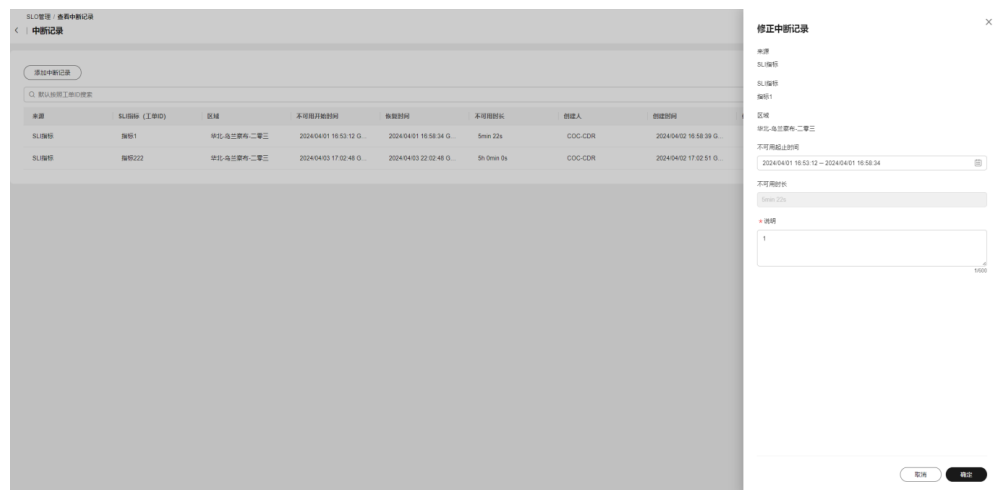 SLO管理 / 查看中断记录
中断记录
添加中断记录
默认按照工单ID搜索
来源 SLI指标 (工单ID) 区域 不可用开始时间 恢复时间 不可用时长 创建人 创建时间
SLI指标 指标1 华北-乌兰察布-二零三 2024/04/01 16:53:12 G... 2024/04/01 16:58:34 G... 5min 22s COC-CDR 2024/04/02 16:58:39 G...
SLI指标 指标222 华北-乌兰察布-二零三 2024/04/03 17:02:48 G... 2024/04/03 22:02:48 G... 5h 0min 0s COC-CDR 2024/04/02 17:02:51 G...
修正中断记录
来源
SLI指标
SLI指标
指标1
区域
华北-乌兰察布-二零三
不可用起止时间
2024/04/01 16:53:12 – 2024/04/01 16:58:34
不可用时长
5min 22s
* 说明
1
1/600
取消 确定